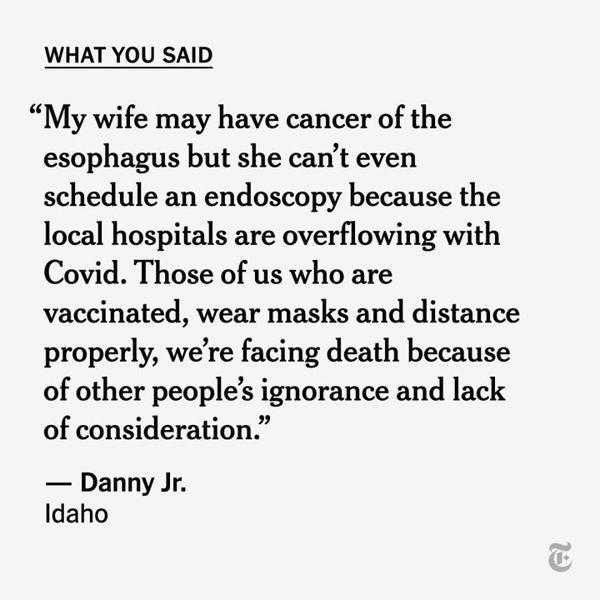 WHAT YOU SAID
“My wife may have cancer of the
esophagus but she can’t even
schedule an endoscopy because the
local hospitals are overflowing with
Covid. Those of us who are
vaccinated, wear masks and distance
properly, we’re facing death because
of other people’s ignorance and lack
of consideration.”
— Danny Jr.
Idaho
T